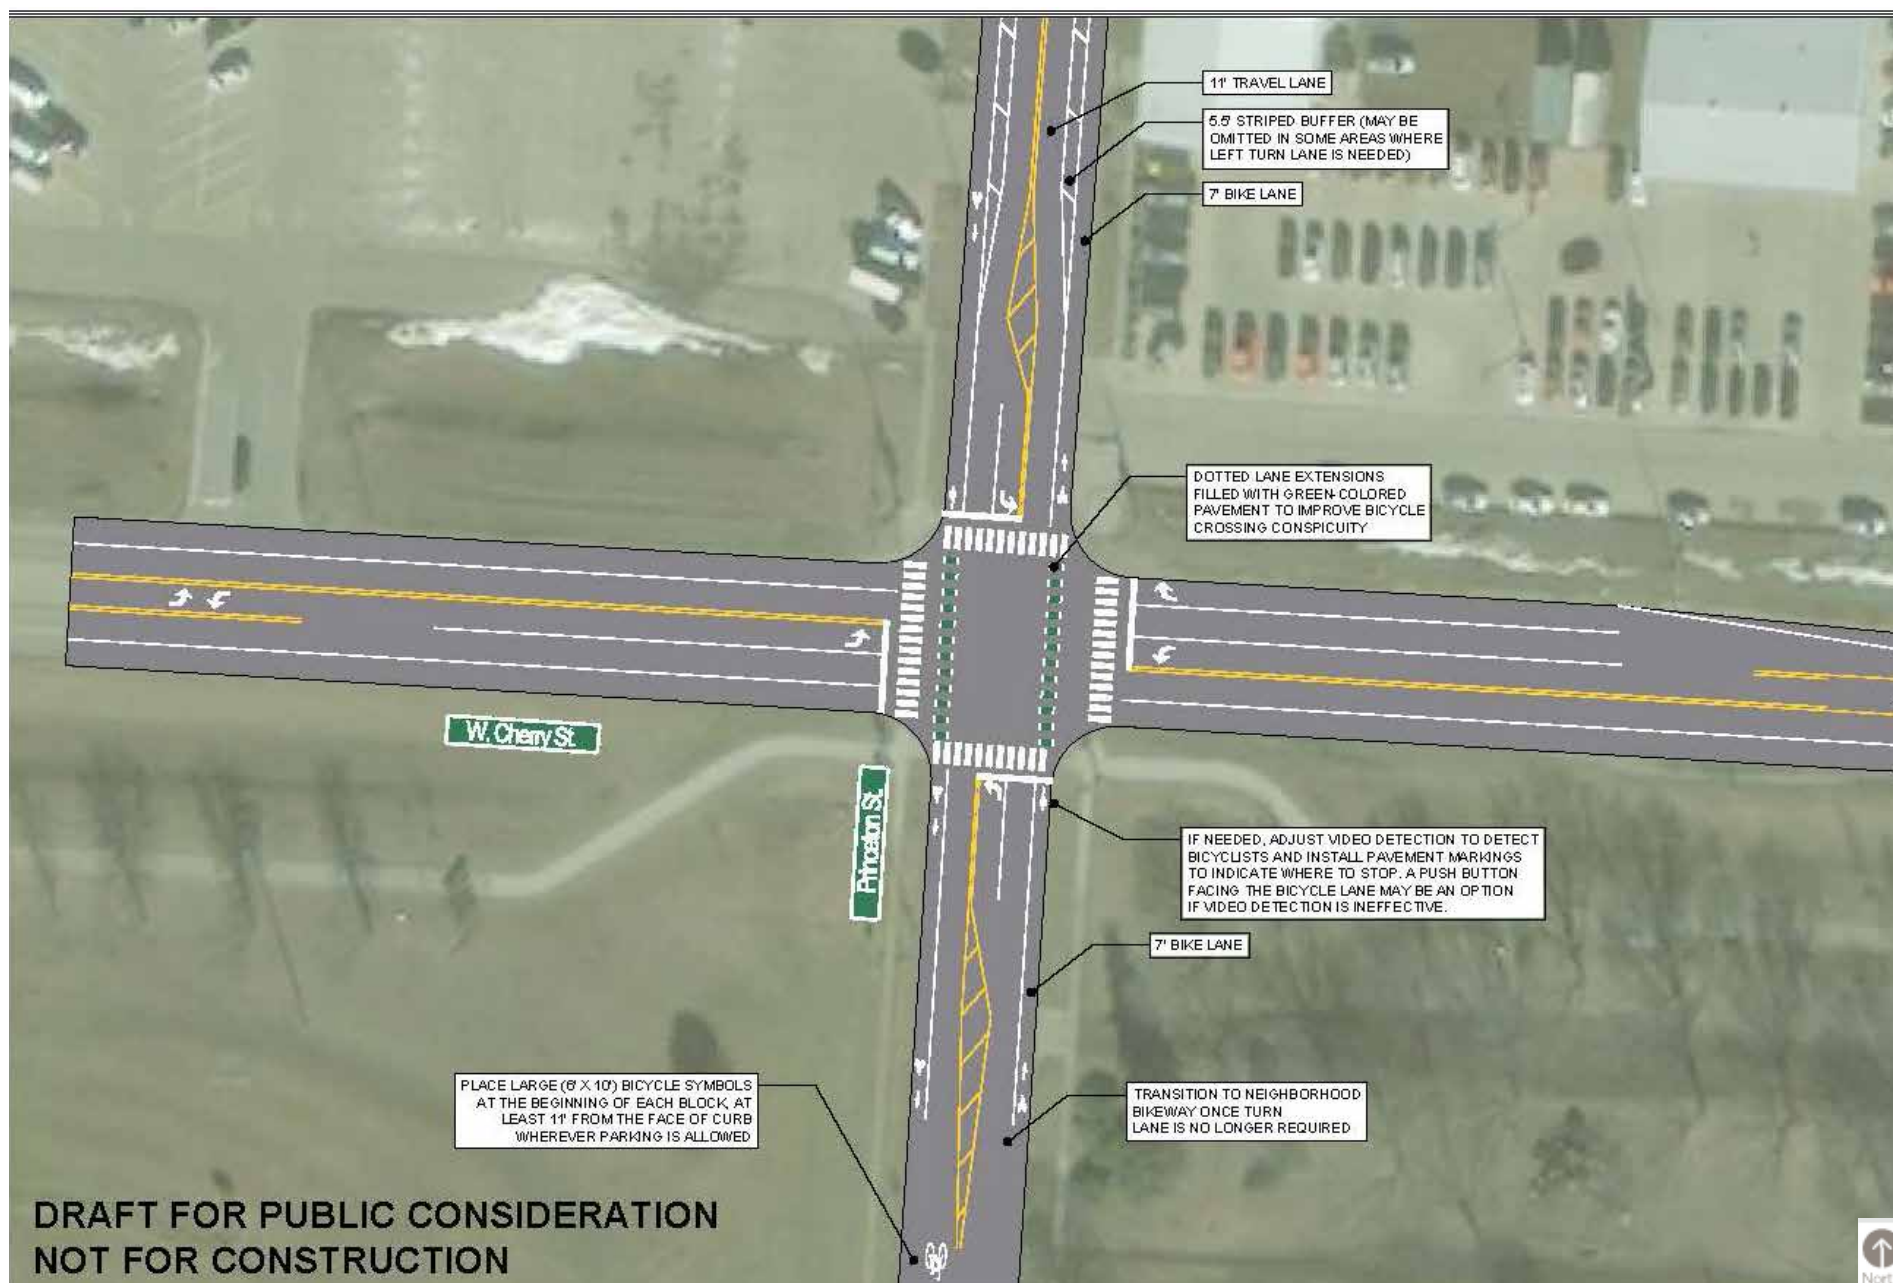 11' TRAVEL LANE
5.5' STRIPED BUFFER (MAY BE
OMITTED IN SOME AREAS WHERE
LEFT TURN LANE IS NEEDED)
7' BIKE LANE
DOTTED LANE EXTENSIONS
FILLED WITH GREEN-COLORED
PAVEMENT TO IMPROVE BICYCLE
CROSSING CONSPICUITY
W. Cherry St.
Princeton St.
IF NEEDED, ADJUST VIDEO DETECTION TO DETECT
BICYCLISTS AND INSTALL PAVEMENT MARKINGS
TO INDICATE WHERE TO STOP. A PUSH BUTTON
FACING THE BICYCLE LANE MAY BE AN OPTION
IF VIDEO DETECTION IS INEFFECTIVE.
7' BIKE LANE
PLACE LARGE (6' X 10') BICYCLE SYMBOLS
AT THE BEGINNING OF EACH BLOCK, AT
LEAST 11' FROM THE FACE OF CURB
WHEREVER PARKING IS ALLOWED
TRANSITION TO NEIGHBORHOOD
BIKEWAY ONCE TURN
LANE IS NO LONGER REQUIRED
DRAFT FOR PUBLIC CONSIDERATION
NOT FOR CONSTRUCTION